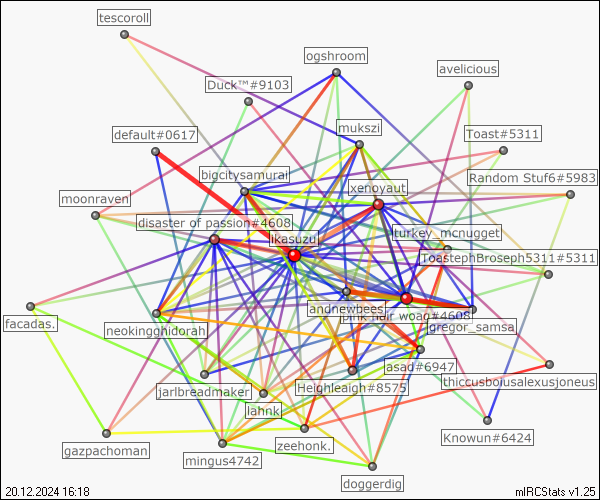 tescoroll
ogshroom
avelicious
Duck™#9103
default#0617
mukszi
Toast#5311
bigcitysamurai
xenoyaut
Random Stuf6#5983
moonraven
disaster of passion#4608
Ikasuzu
turkey_mcnugget
ToastephBroseph5311#5311
andnewbees
pink hair woag#4608
facadas.
neokingghidorah
gregor_samsa
asad#6947
jarlbreadmaker
Heighleigh#8575
thiccusboiusalexusjoneus
lahnk
Knowun#6424
gazpachoman
zeehonk.
mingus4742
doggerdig
20.12.2024 16:18
mIRCStats v1.25